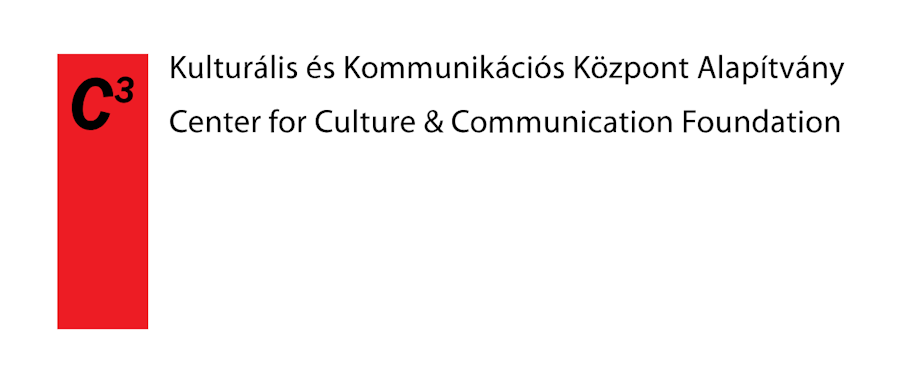 C³
Kulturális és Kommunikációs Központ Alapítvány
Center for Culture & Communication Foundation